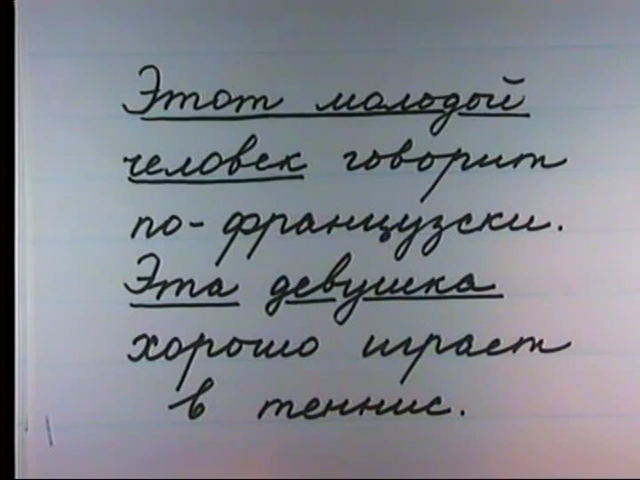 Этот молодой
человек говорит
по-французски.
Эта девушка
хорошо играет
в теннис.